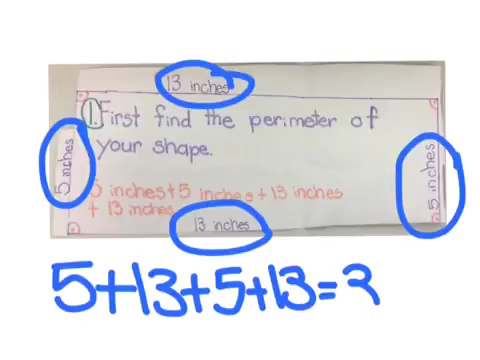 13 inches
1. First find the perimeter of
your shape.
5 inches
5 inches
5 inches+5 inches+13 inches
+ 13 inches
13 inches
5+13+5+13=3